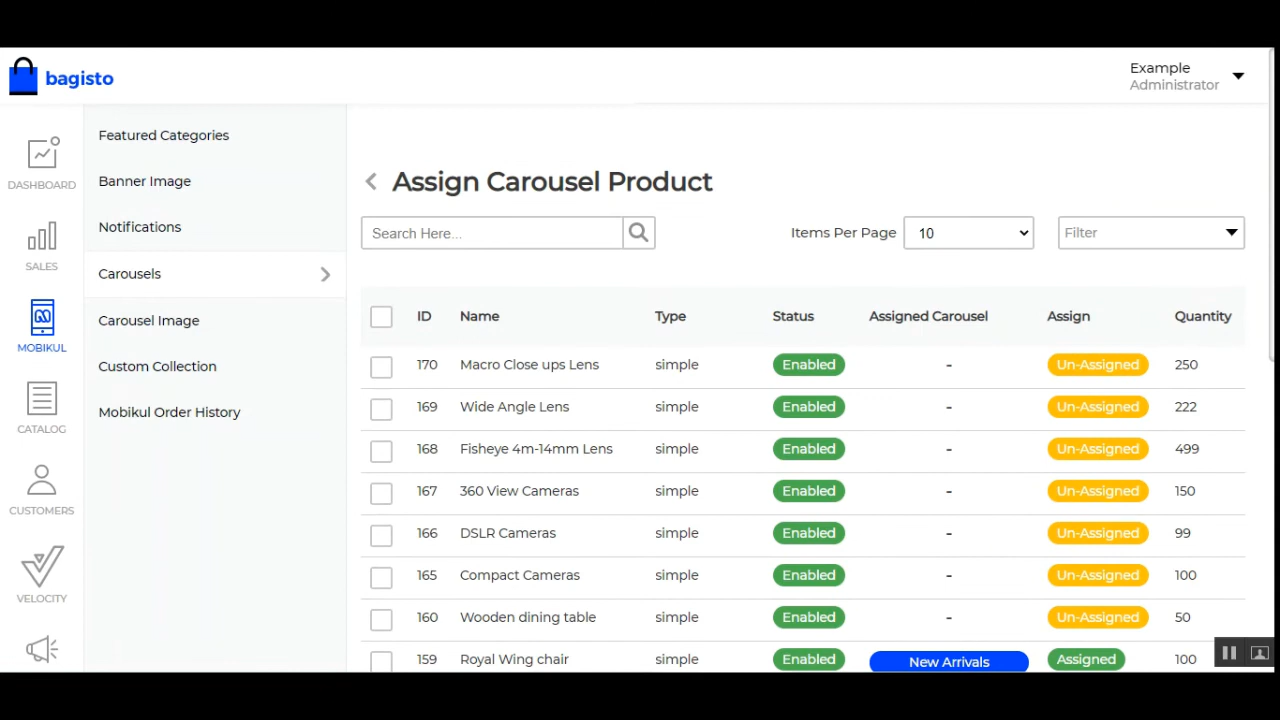 bagisto
Example
Administrator
DASHBOARD
SALES
MOBIKUL
CATALOG
CUSTOMERS
VELOCITY
Featured Categories
Banner Image
Notifications
Carousels
Carousel Image
Custom Collection
Mobikul Order History
Assign Carousel Product
Search Here...
Items Per Page 10 Filter
ID Name Type Status Assigned Carousel Assign Quantity
170 Macro Close ups Lens simple Enabled - Un-Assigned 250
169 Wide Angle Lens simple Enabled - Un-Assigned 222
168 Fisheye 4m-14mm Lens simple Enabled - Un-Assigned 499
167 360 View Cameras simple Enabled - Un-Assigned 150
166 DSLR Cameras simple Enabled - Un-Assigned 99
165 Compact Cameras simple Enabled - Un-Assigned 100
160 Wooden dining table simple Enabled - Un-Assigned 50
159 Royal Wing chair simple Enabled New Arrivals Assigned 100